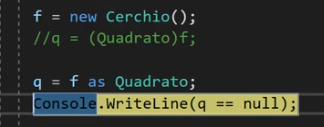 f = new Cerchio();
//q = (Quadrato)f;
q = f as Quadrato;
Console.WriteLine(q == null);